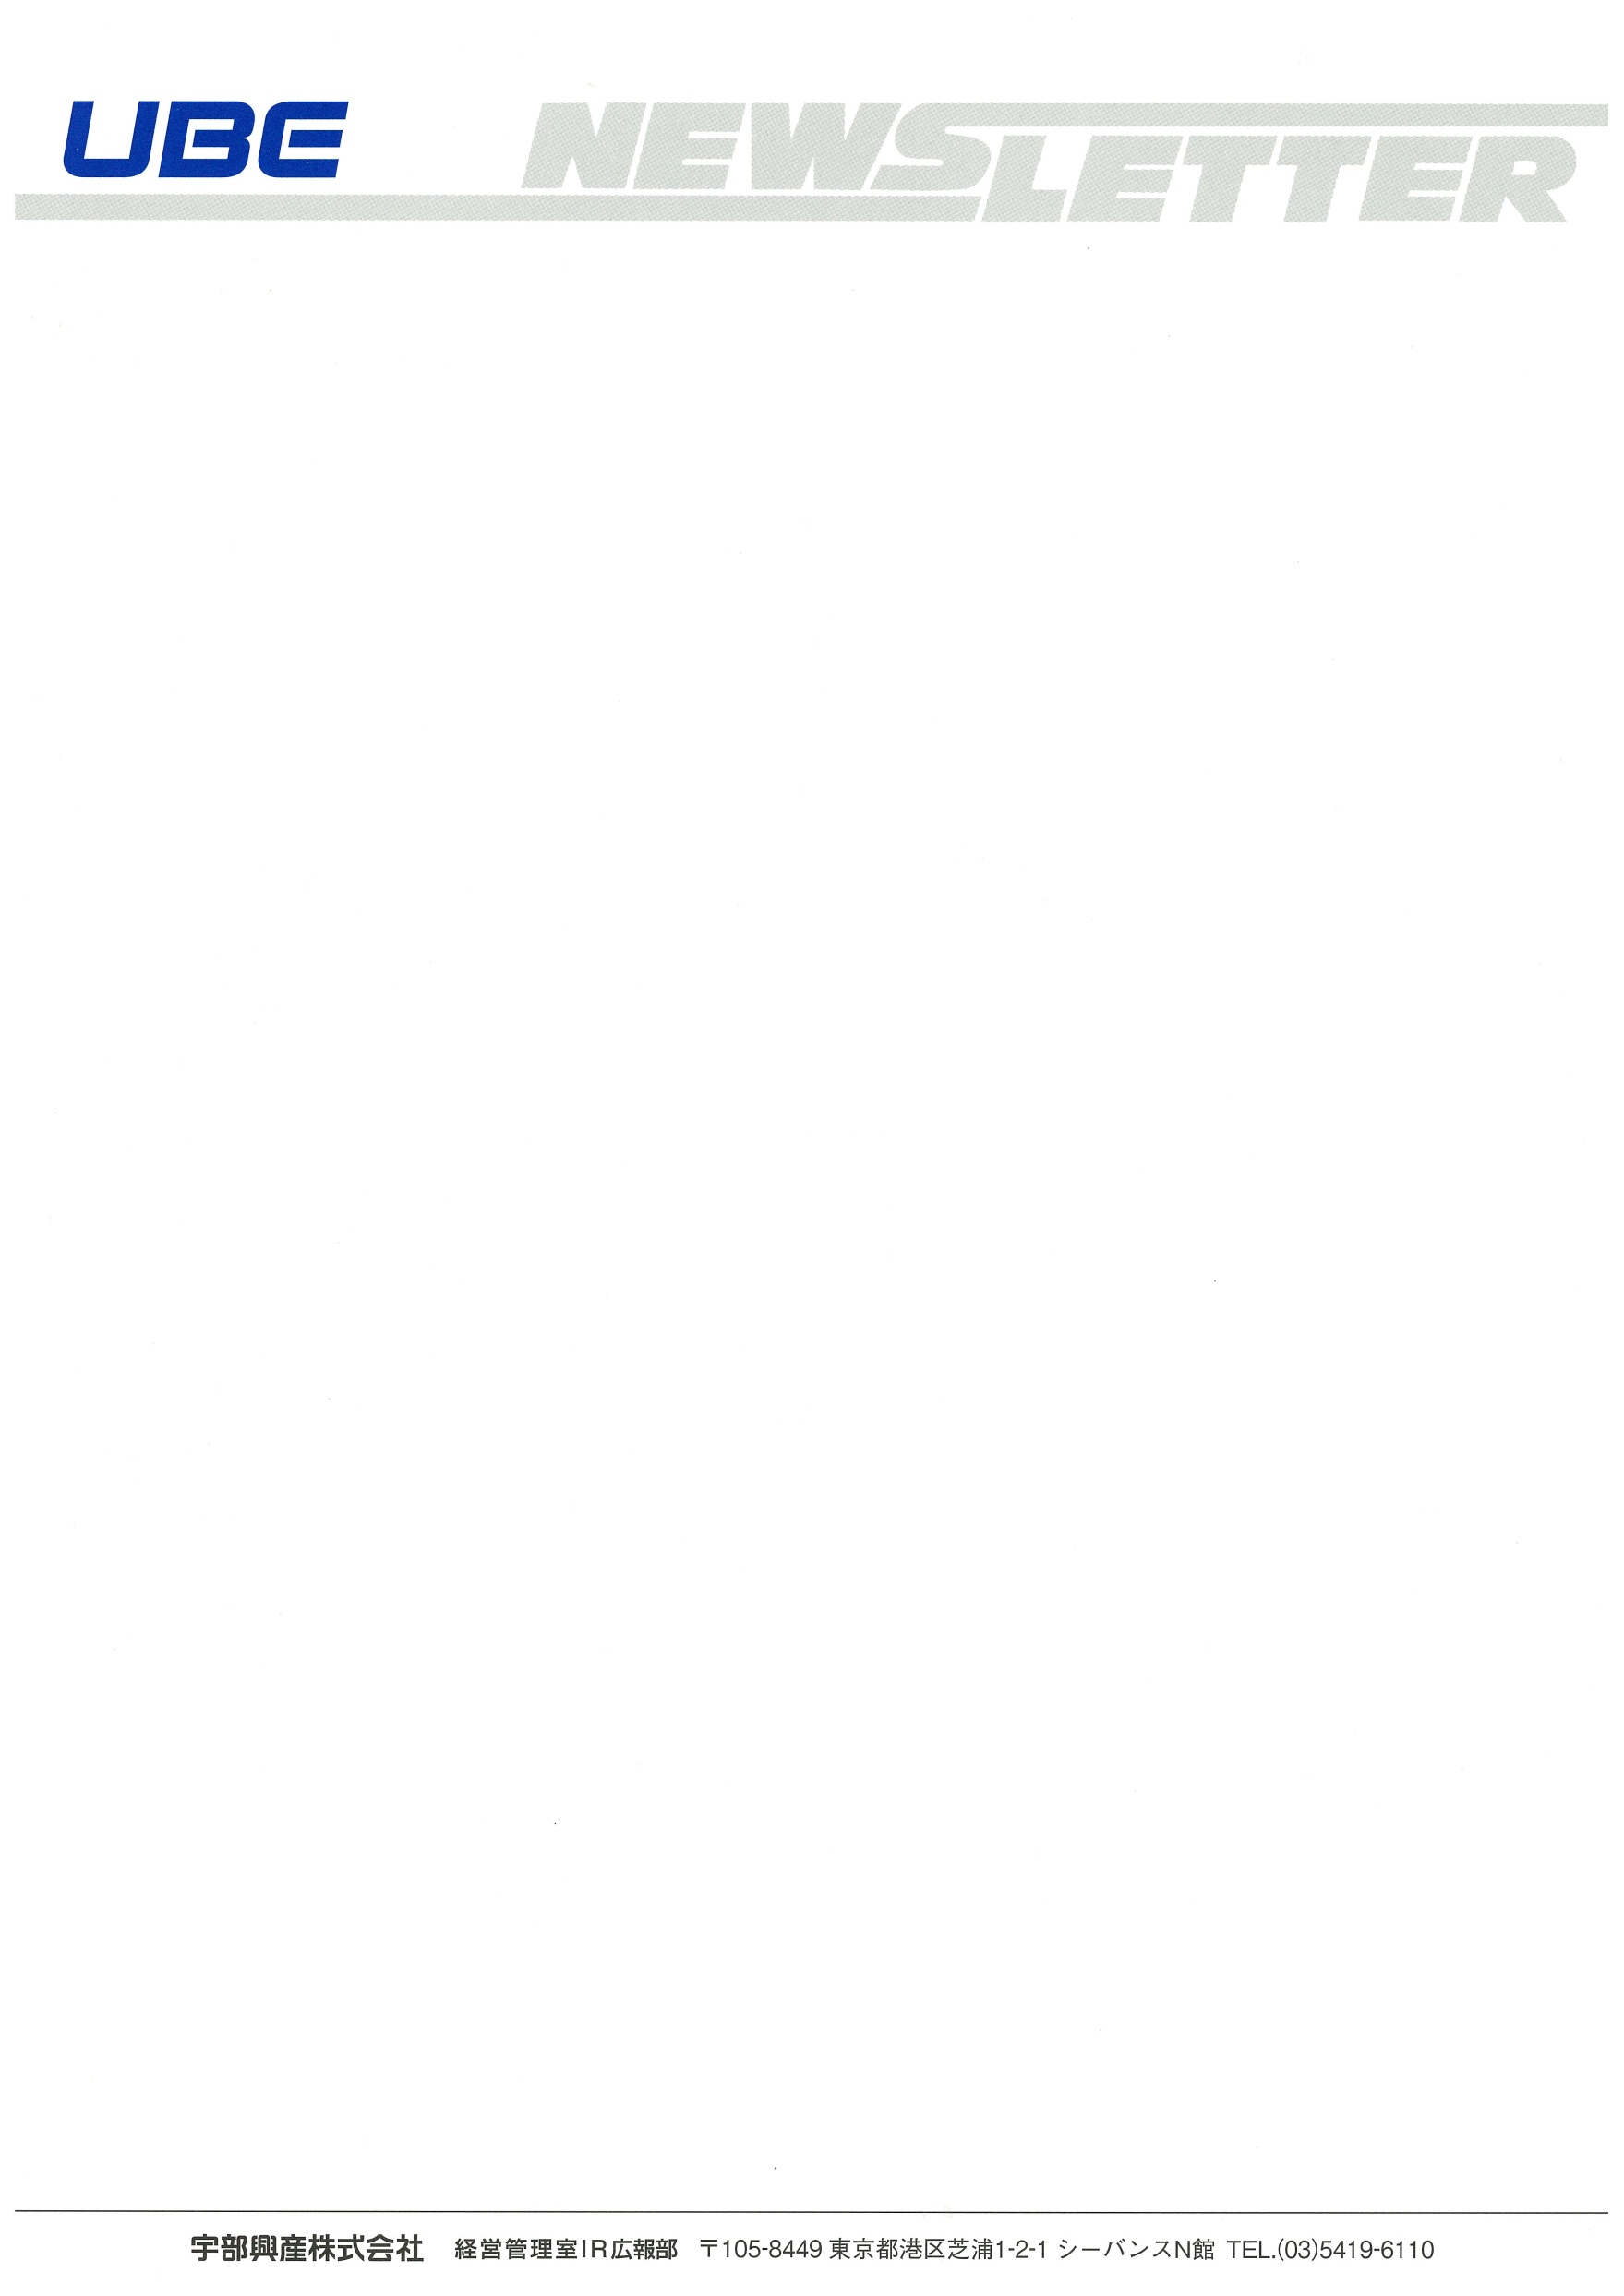 UBE NEWSLETTER
宇部興産株式会社 経営管理室IR広報部 〒105-8449 東京都港区芝浦1-2-1 シーバンスN館 TEL.(03)5419-6110